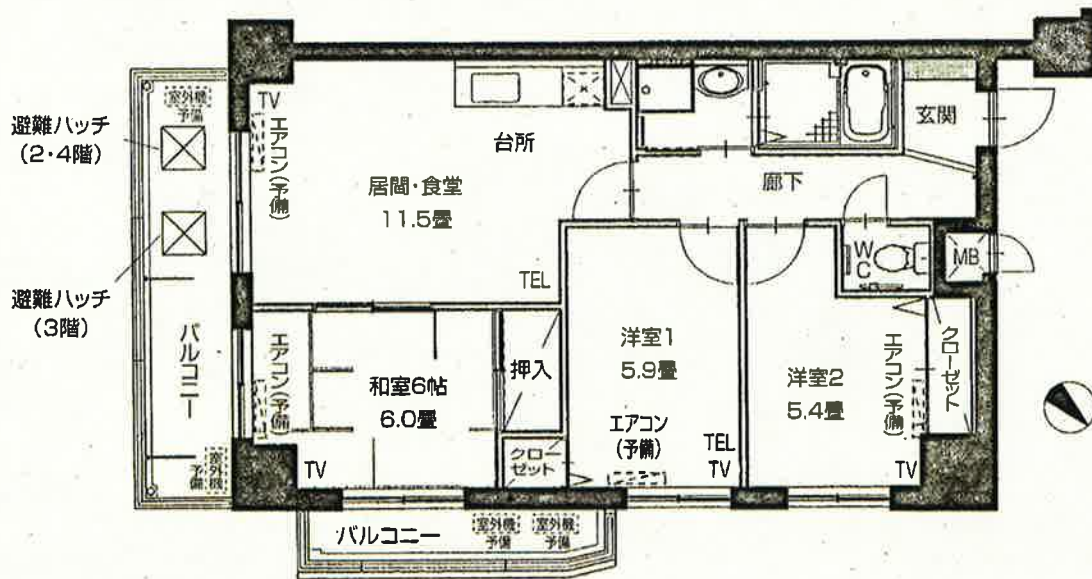 室外機
予備
避難ハッチ
(2・4階)
避難ハッチ
(3階)
バルコニー
室外機
予備
TV
エアコン(予備)
台所
居間・食堂
11.5畳
TEL
玄関
廊下
WC
MB
エアコン(予備)
和室6帖
6.0畳
TV
押入
クロー
ゼット
洋室1
5.9畳
エアコン
(予備)
TEL
TV
洋室2
5.4畳
エアコン(予備)
TV
クローゼット
バルコニー
室外機
予備
室外機
予備